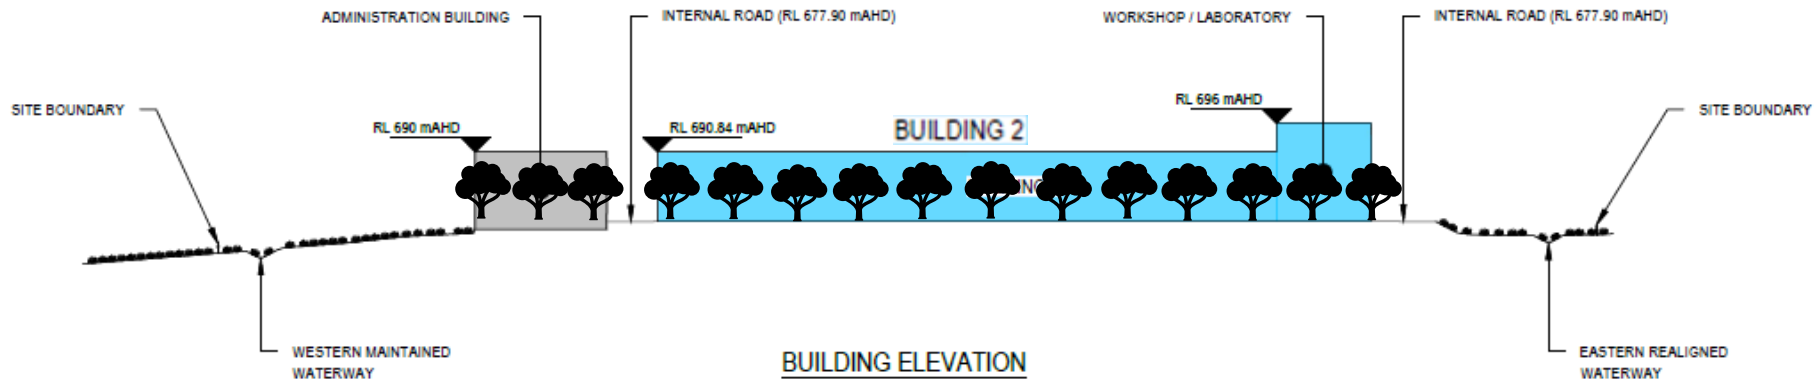 ADMINISTRATION BUILDING
INTERNAL ROAD (RL 677.90 mAHD)
WORKSHOP / LABORATORY
INTERNAL ROAD (RL 677.90 mAHD)
SITE BOUNDARY
RL 690 mAHD
RL 690.84 mAHD
BUILDING 2
RL 696 mAHD
SITE BOUNDARY
WESTERN MAINTAINED
WATERWAY
BUILDING ELEVATION
EASTERN REALIGNED
WATERWAY